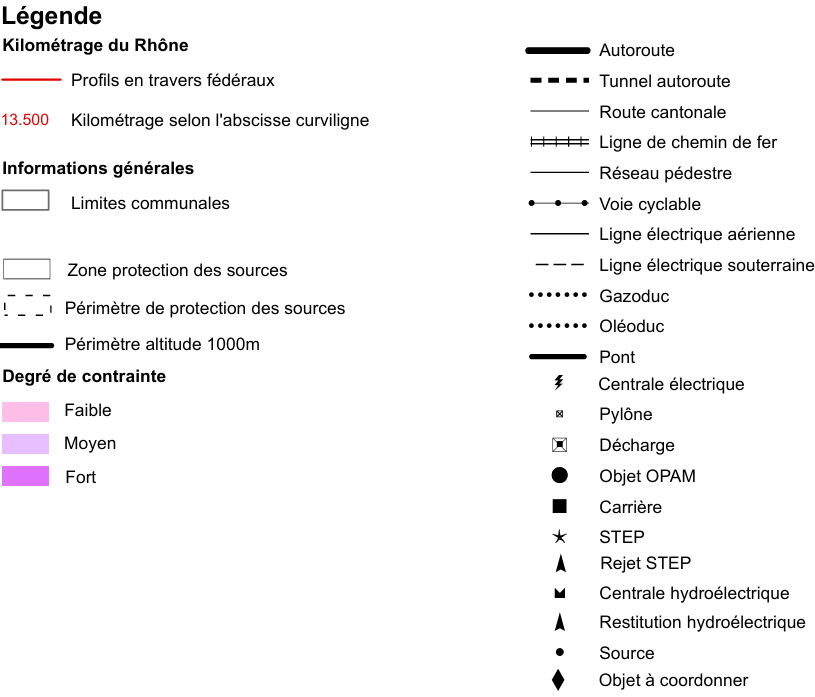 Légende
Kilométrage du Rhône
Profils en travers fédéraux
13.500 Kilométrage selon l'abscisse curviligne
Informations générales
Limites communales
Zone protection des sources
Périmètre de protection des sources
Périmètre altitude 1000m
Degré de contrainte
Faible
Moyen
Fort
Autoroute
Tunnel autoroute
Route cantonale
Ligne de chemin de fer
Réseau pédestre
Voie cyclable
Ligne électrique aérienne
Ligne électrique souterraine
Gazoduc
Oléoduc
Pont
Centrale électrique
Pylône
Décharge
Objet OPAM
Carrière
STEP
Rejet STEP
Centrale hydroélectrique
Restitution hydroélectrique
Source
Objet à coordonner